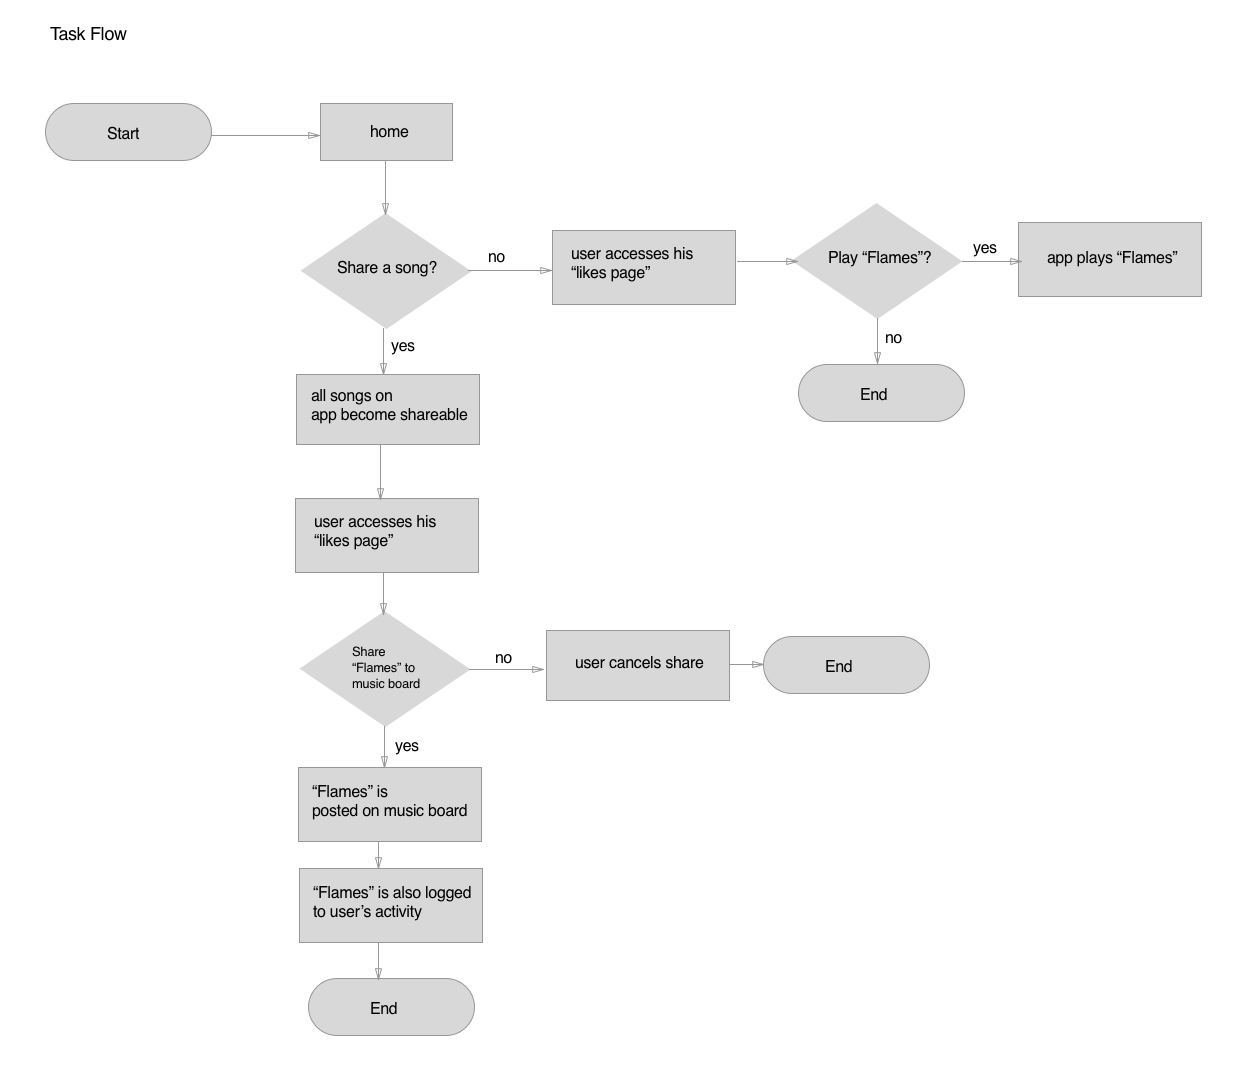 Task Flow
Start
home
Share a song?
no
user accesses his
“likes page”
Play “Flames”?
yes
app plays “Flames”
no
End
yes
all songs on
app become shareable
user accesses his
“likes page”
Share
“Flames” to
music board
no
user cancels share
End
yes
“Flames” is
posted on music board
“Flames” is also logged
to user’s activity
End